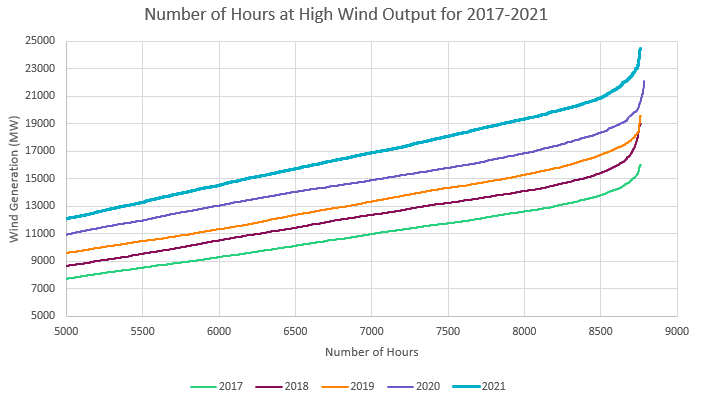 Number of Hours at High Wind Output for 2017-2021
25000
23000
21000
19000
17000
15000
13000
11000
9000
7000
5000
Wind Generation (MW)
5000 5500 6000 6500 7000 7500 8000 8500 9000
Number of Hours
2017 2018 2019 2020 2021